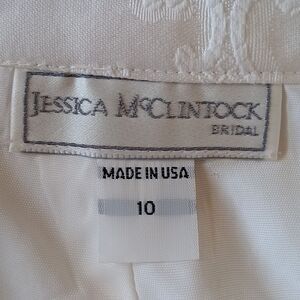 JESSICA McCLINTOCK
BRIDAL
MADE IN USA
10